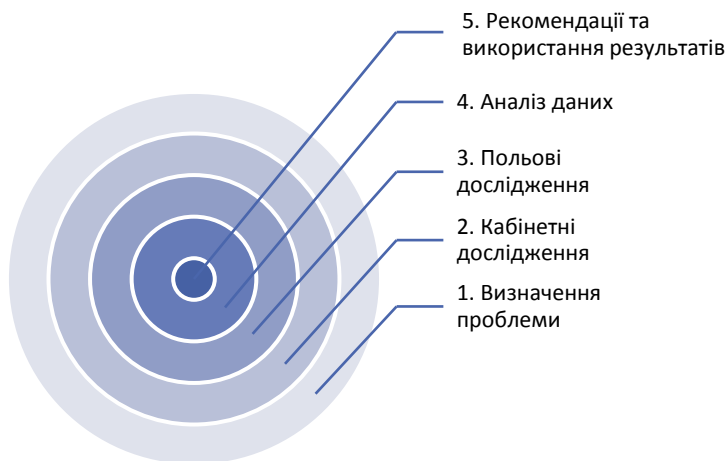 5. Рекомендації та
використання результатів
4. Аналіз даних
3. Польові
дослідження
2. Кабінетні
дослідження
1. Визначення
проблеми